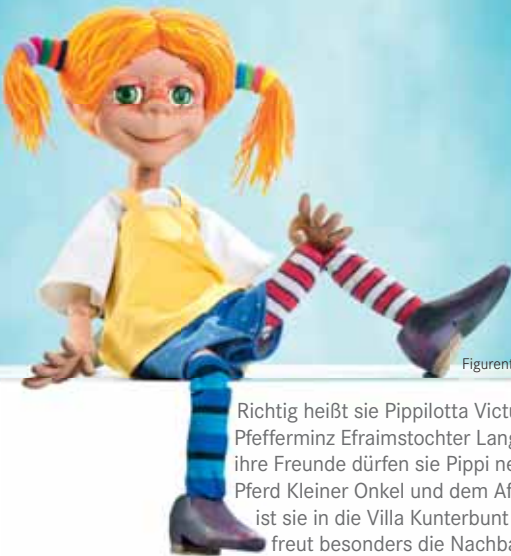 Figurent
Richtig heißt sie Pippilotta Victu
Pfefferminz Efraimstochter Lang
ihre Freunde dürfen sie Pippi ne
Pferd Kleiner Onkel und dem Af
ist sie in die Villa Kunterbunt
freut besonders die Nachba